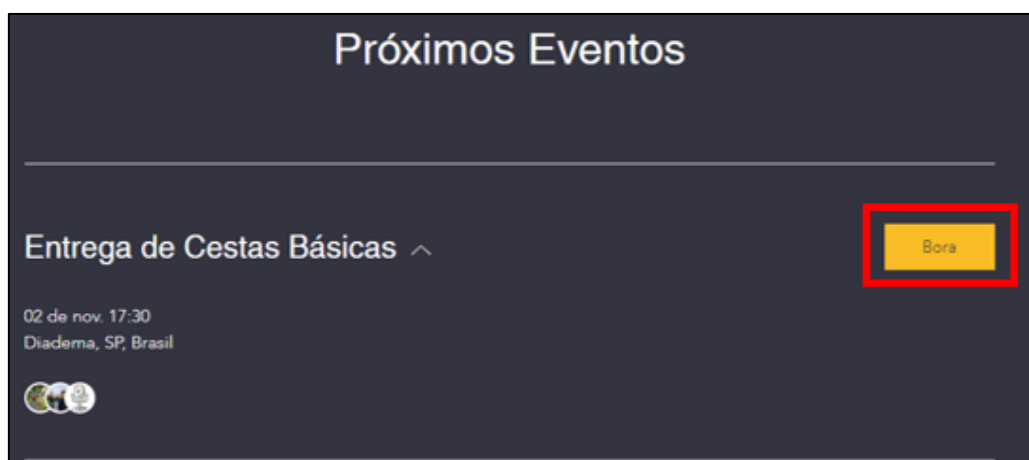 Próximos Eventos
Entrega de Cestas Básicas
Bora
02 de nov. 17:30
Diadema, SP, Brasil